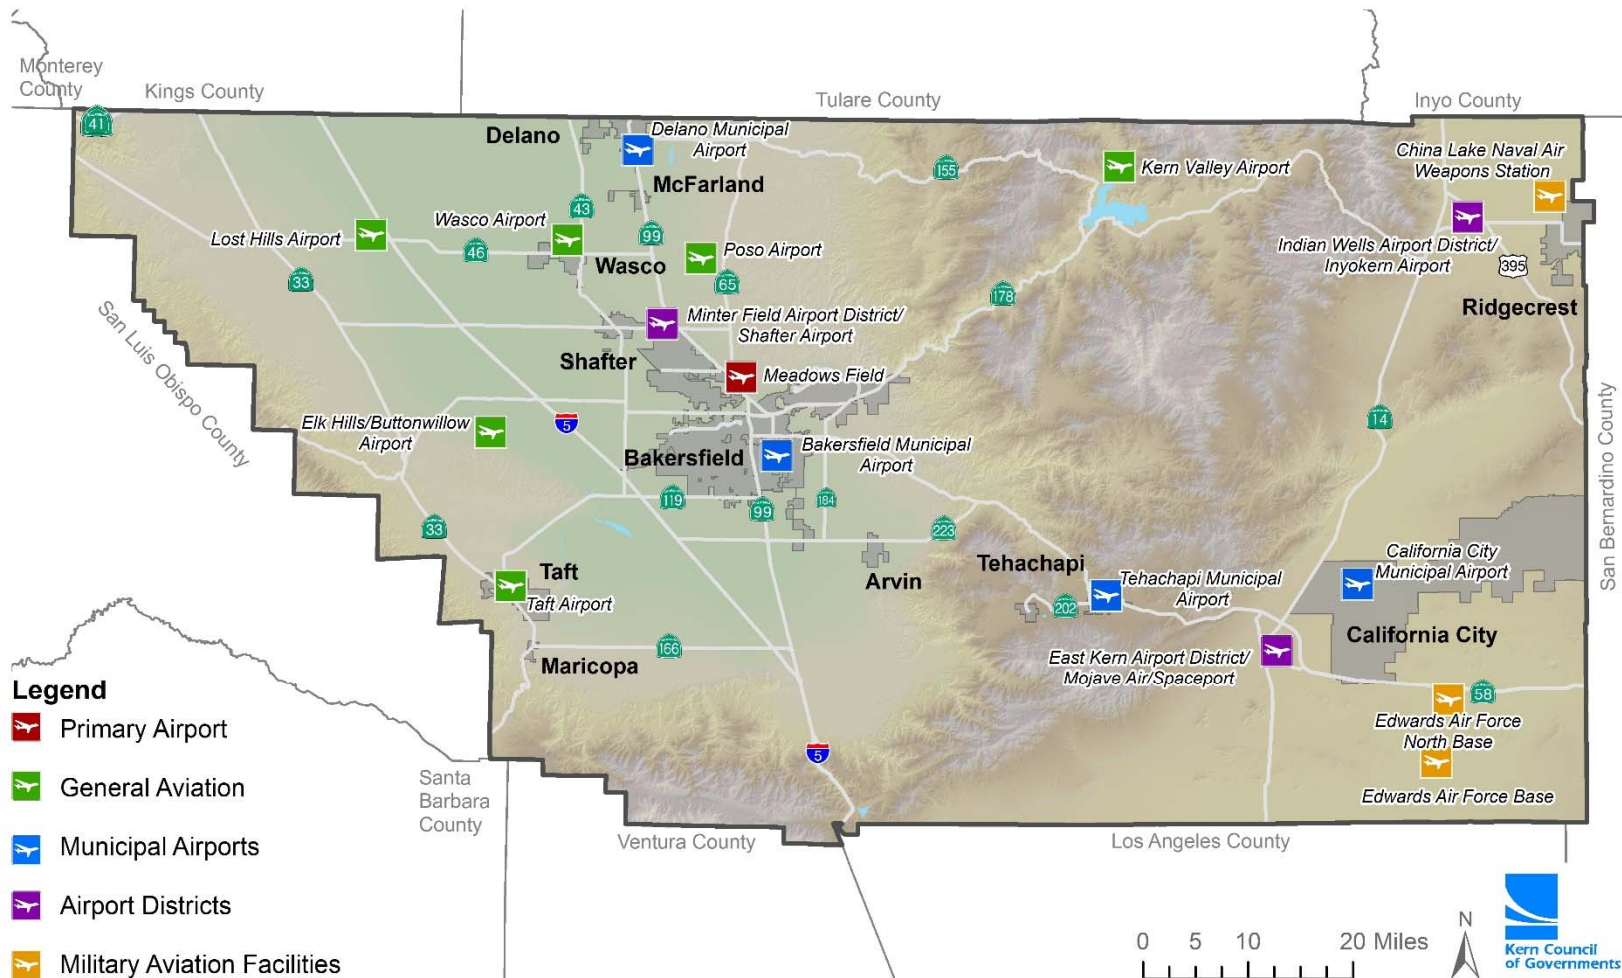 Monterey
County
Kings County
Tulare County
Inyo County
41
Delano
Delano Municipal
Airport
McFarland
155
Kern Valley Airport
China Lake Naval Air
Weapons Station
43
Wasco Airport
Lost Hills Airport
46
99
Poso Airport
Wasco
33
65
178
Indian Wells Airport District/
Inyokern Airport
395
Ridgecrest
San Luis Obispo County
Minter Field Airport District/
Shafter Airport
Shafter
Meadows Field
San Bernardino County
Elk Hills/Buttonwillow
Airport
5
14
Bakersfield
Bakersfield Municipal
Airport
119
99
184
33
223
Taft
Taft Airport
Arvin
Tehachapi
Tehachapi Municipal
Airport
202
California City
Municipal Airport
California City
166
Maricopa
East Kern Airport District/
Mojave Air/Spaceport
58
Edwards Air Force
North Base
Edwards Air Force Base
5
Santa
Barbara
County
Ventura County
Los Angeles County
Legend
Primary Airport
General Aviation
Municipal Airports
Airport Districts
Military Aviation Facilities
0 5 10 20 Miles
N
Kern Council
of Governments